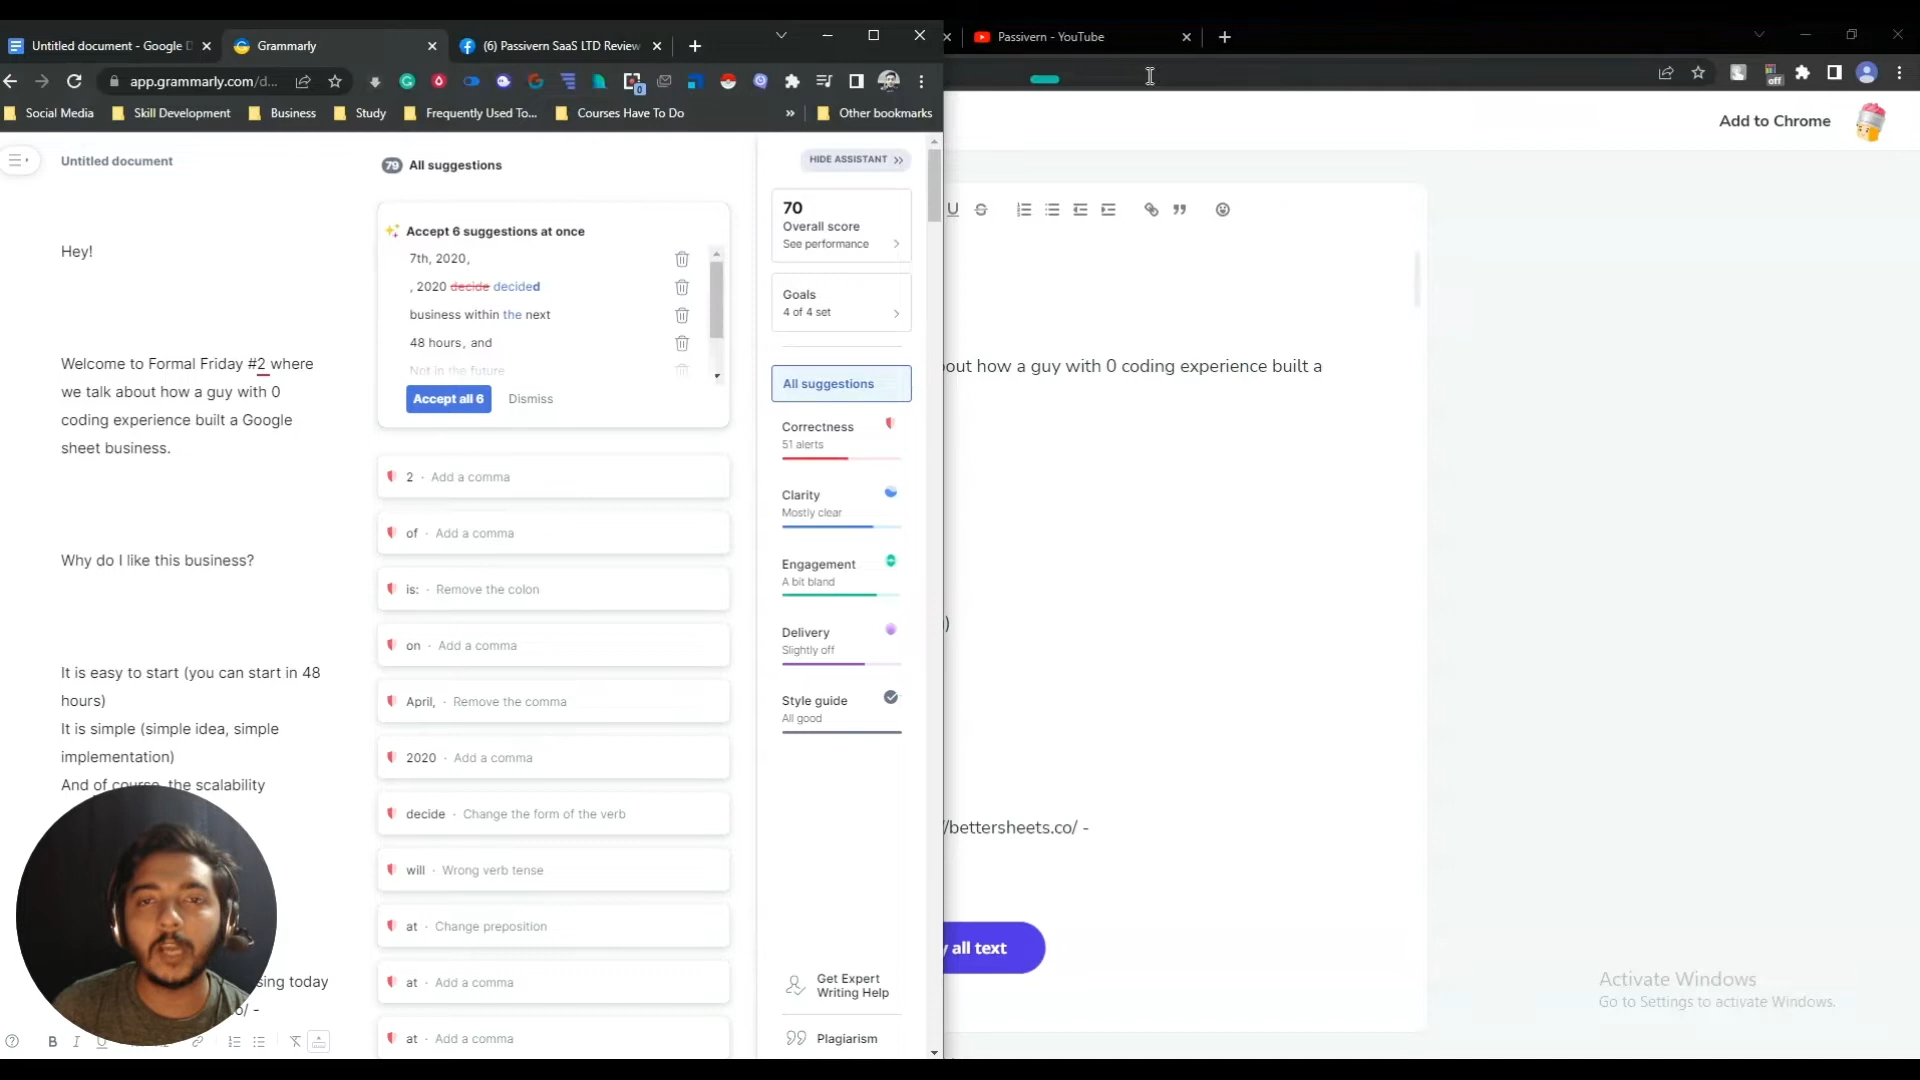 Untitled document - Google D
Grammarly
(6) Passivern SaaS LTD Review
Passivern - YouTube
app.grammarly.com/d...
0
off
Social Media
Skill Development
Business
Study
Frequently Used To...
Courses Have To Do
»
Other bookmarks
Add to Chrome
Untitled document
79 All suggestions
HIDE ASSISTANT
Hey!
Welcome to Formal Friday #2 where
we talk about how a guy with 0
coding experience built a Google
sheet business.
Why do I like this business?
It is easy to start (you can start in 48
hours)
It is simple (simple idea, simple
implementation)
And of course, the scalability
sing today
o/ -
B I U
Accept 6 suggestions at once
7th, 2020,
, 2020 decide decided
business within the next
48 hours, and
Not in the future
Accept all 6
Dismiss
2 · Add a comma
of · Add a comma
is: · Remove the colon
on · Add a comma
April, · Remove the comma
2020 · Add a comma
decide · Change the form of the verb
will · Wrong verb tense
at · Change preposition
at · Add a comma
at · Add a comma
70
Overall score
See performance
Goals
4 of 4 set
All suggestions
Correctness
51 alerts
Clarity
Mostly clear
Engagement
A bit bland
Delivery
Slightly off
Style guide
All good
Get Expert
Writing Help
Plagiarism
U S
out how a guy with 0 coding experience built a
)
//bettersheets.co/ -
y all text
Activate Windows
Go to Settings to activate Windows.